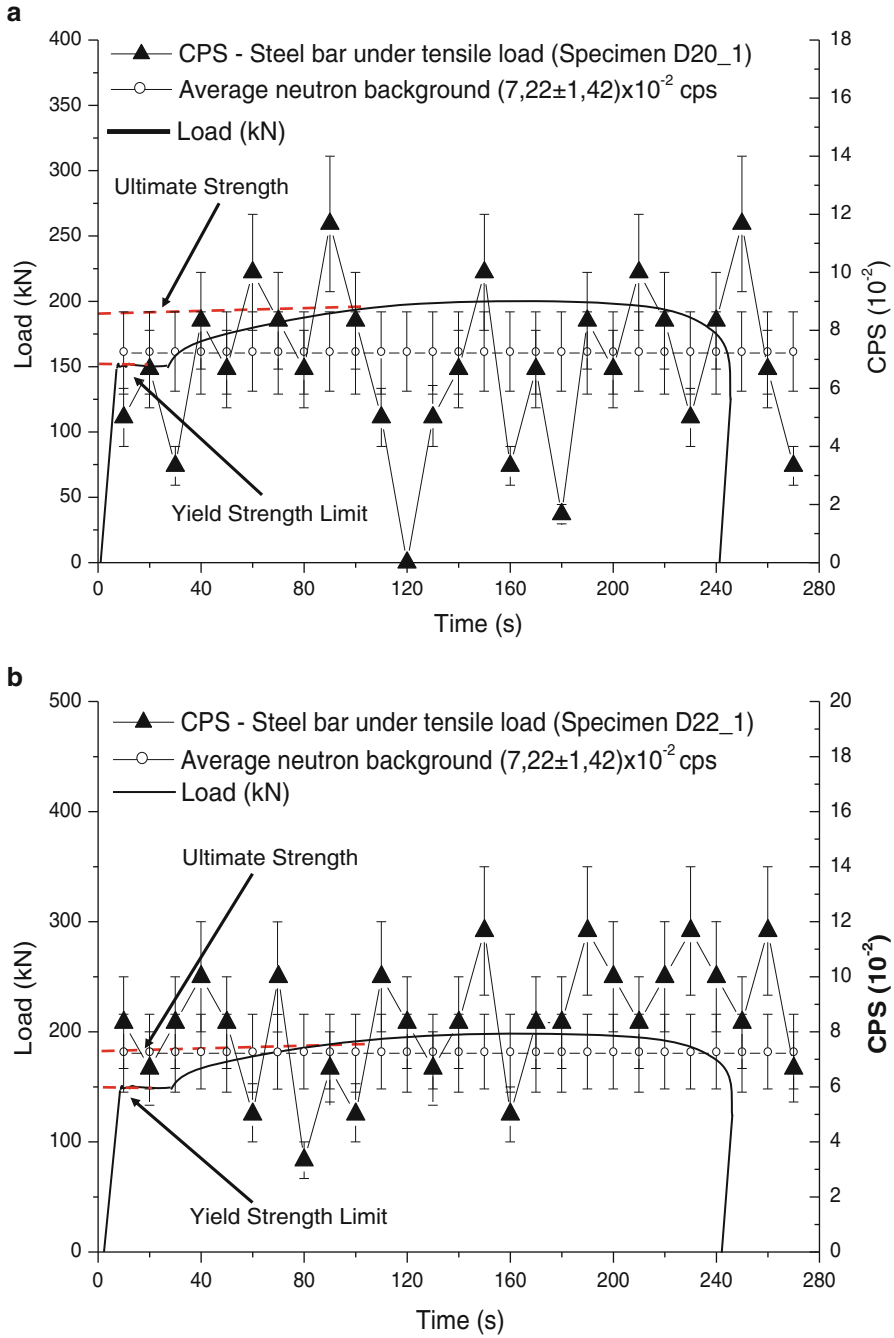 a
CPS - Steel bar under tensile load (Specimen D20_1)
Average neutron background (7,22±1,42)x10⁻² cps
Load (kN)
Ultimate Strength
Yield Strength Limit
400
350
300
250
200
150
100
50
0
Load (kN)
18
16
14
12
10
8
6
4
2
0
CPS (10⁻²)
0 40 80 120 160 200 240 280
Time (s)
b
CPS - Steel bar under tensile load (Specimen D22_1)
Average neutron background (7,22±1,42)x10⁻² cps
Load (kN)
Ultimate Strength
Yield Strength Limit
500
400
300
200
100
0
Load (kN)
20
18
16
14
12
10
8
6
4
2
0
CPS (10⁻²)
0 40 80 120 160 200 240 280
Time (s)